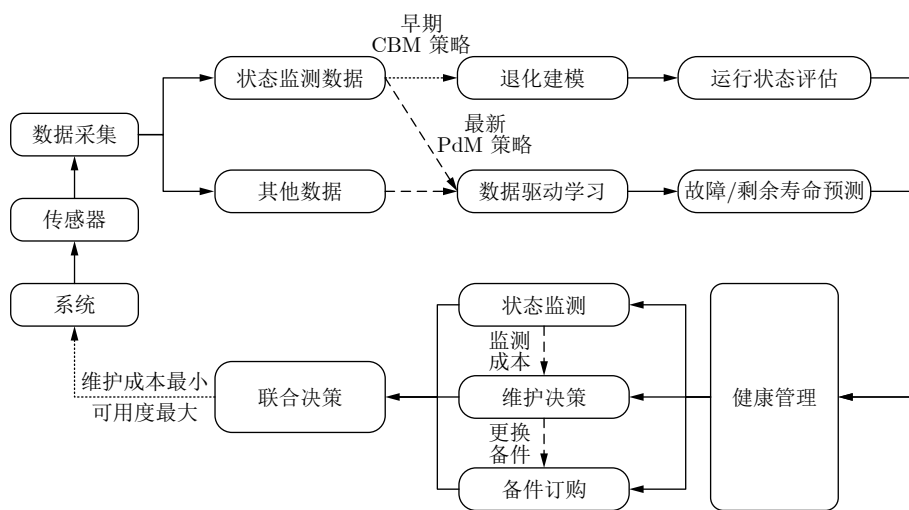 早期
CBM 策略
状态监测数据
退化建模
运行状态评估
数据采集
最新
PdM 策略
其他数据
数据驱动学习
故障/剩余寿命预测
传感器
系统
状态监测
监测
成本
维护成本最小
可用度最大
联合决策
维护决策
健康管理
更换
备件
备件订购